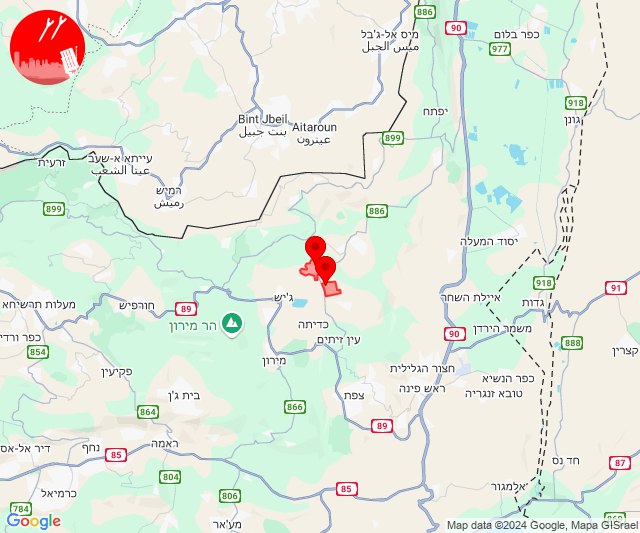 886
90
מיס אל-ג'בל
ميس الجبل
כפר בלום
977
918
גונן
Bint Jbeil
بنت جبيل
Aitaroun
عيترون
יפתח
899
עייתא א-שעב
عيتا الشعب
זרעית
רמיש
رميش
899
886
יסוד המעלה
ג'יש
איילת השחר
918
גדות
91
מעלות תרשיחא
חורפיש
89
הר מירון
כדיתה
עין זיתים
90
משמר הירדן
888
קצרין
כפר ורדים
854
מירון
חצור הגלילית
ראש פינה
כפר הנשיא
טובא זנגריה
פקיעין
בית ג'ן
864
866
צפת
89
ראמה
נחף
85
דיר אל-אס
804
85
חד נס
87
אלמגור
כרמיאל
784
806
מע'אר
869
Google
Map data ©2024 Google, Mapa GISrael